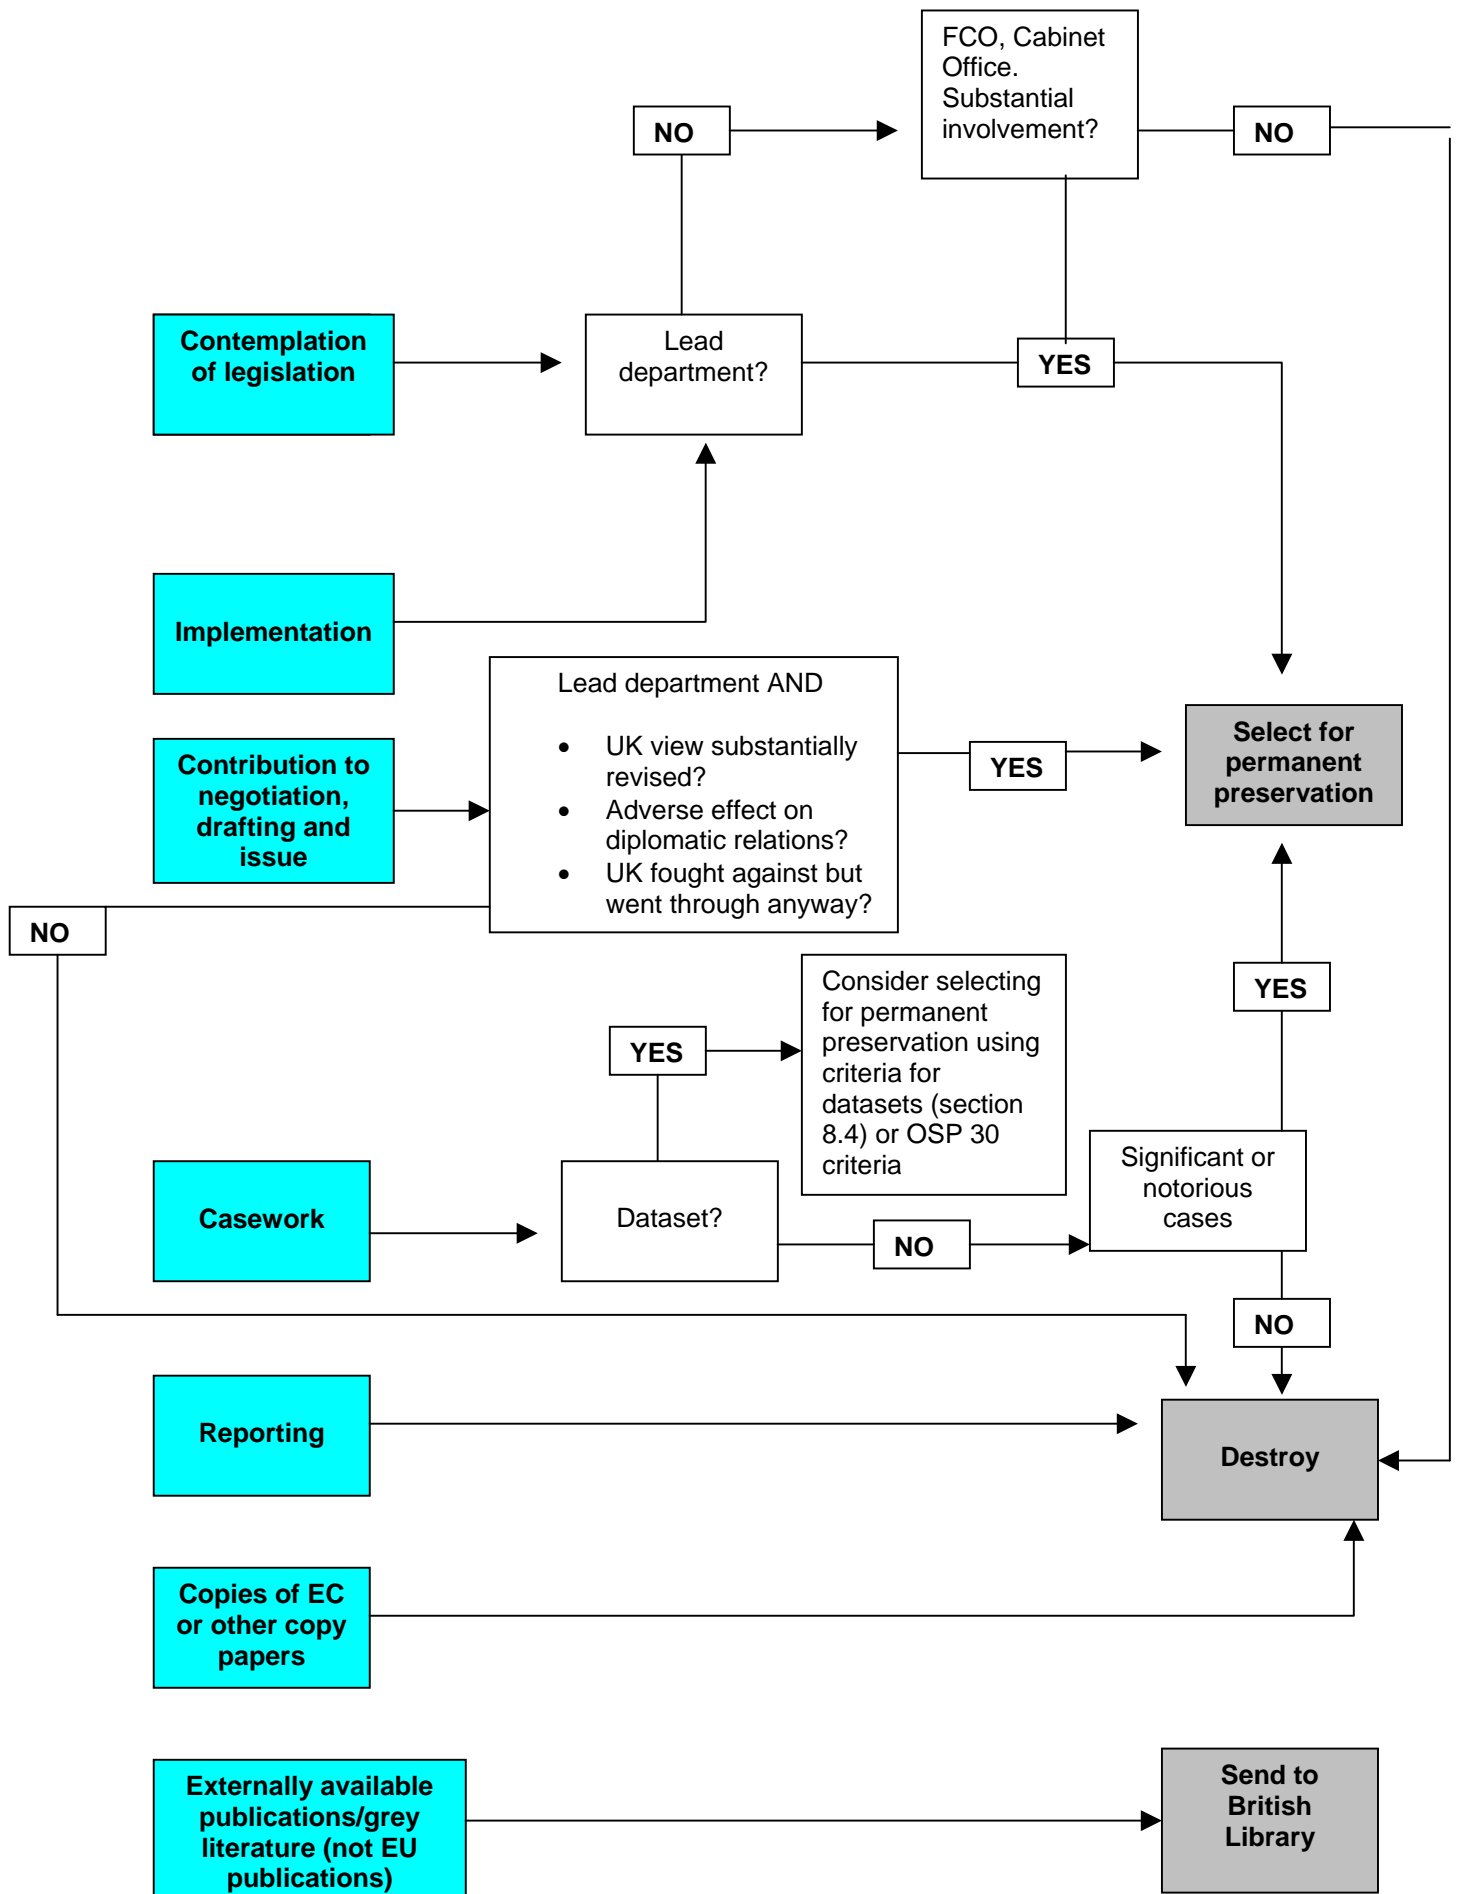 FCO, Cabinet
Office.
Substantial
involvement?
NO
NO
Contemplation
of legislation
Lead
department?
YES
Implementation
Lead department AND
• UK view substantially
revised?
• Adverse effect on
diplomatic relations?
• UK fought against but
went through anyway?
Contribution to
negotiation,
drafting and
issue
YES
Select for
permanent
preservation
NO
Consider selecting
for permanent
preservation using
criteria for
datasets (section
8.4) or OSP 30
criteria
YES
YES
Casework
Dataset?
NO
Significant or
notorious
cases
NO
Reporting
Destroy
Copies of EC
or other copy
papers
Externally available
publications/grey
literature (not EU
publications)
Send to
British
Library